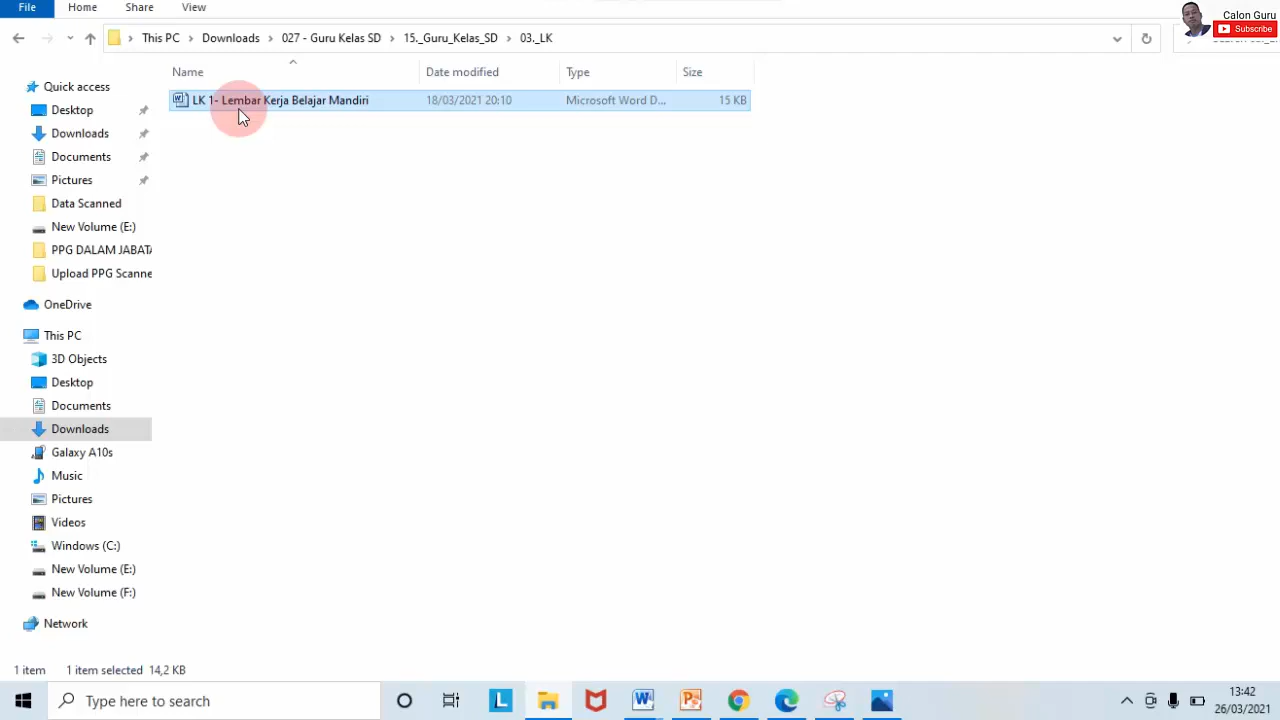 File Home Share View
Calon Guru
Subscribe
This PC Downloads 027 - Guru Kelas SD 15._Guru_Kelas_SD 03._LK
Name Date modified Type Size
LK 1- Lembar Kerja Belajar Mandiri 18/03/2021 20:10 Microsoft Word D... 15 KB
Quick access
Desktop
Downloads
Documents
Pictures
Data Scanned
New Volume (E:)
PPG DALAM JABATA
Upload PPG Scanne
OneDrive
This PC
3D Objects
Desktop
Documents
Downloads
Galaxy A10s
Music
Pictures
Videos
Windows (C:)
New Volume (E:)
New Volume (F:)
Network
1 item 1 item selected 14,2 KB
Type here to search
13:42
26/03/2021